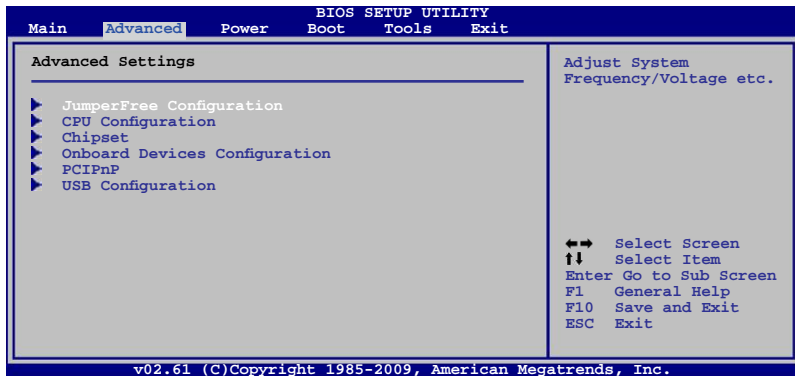 BIOS SETUP UTILITY
Main Advanced Power Boot Tools Exit
Advanced Settings
JumperFree Configuration
CPU Configuration
Chipset
Onboard Devices Configuration
PCIPnP
USB Configuration
Adjust System
Frequency/Voltage etc.
←→ Select Screen
↑↓ Select Item
Enter Go to Sub Screen
F1 General Help
F10 Save and Exit
ESC Exit
v02.61 (C)Copyright 1985-2009, American Megatrends, Inc.